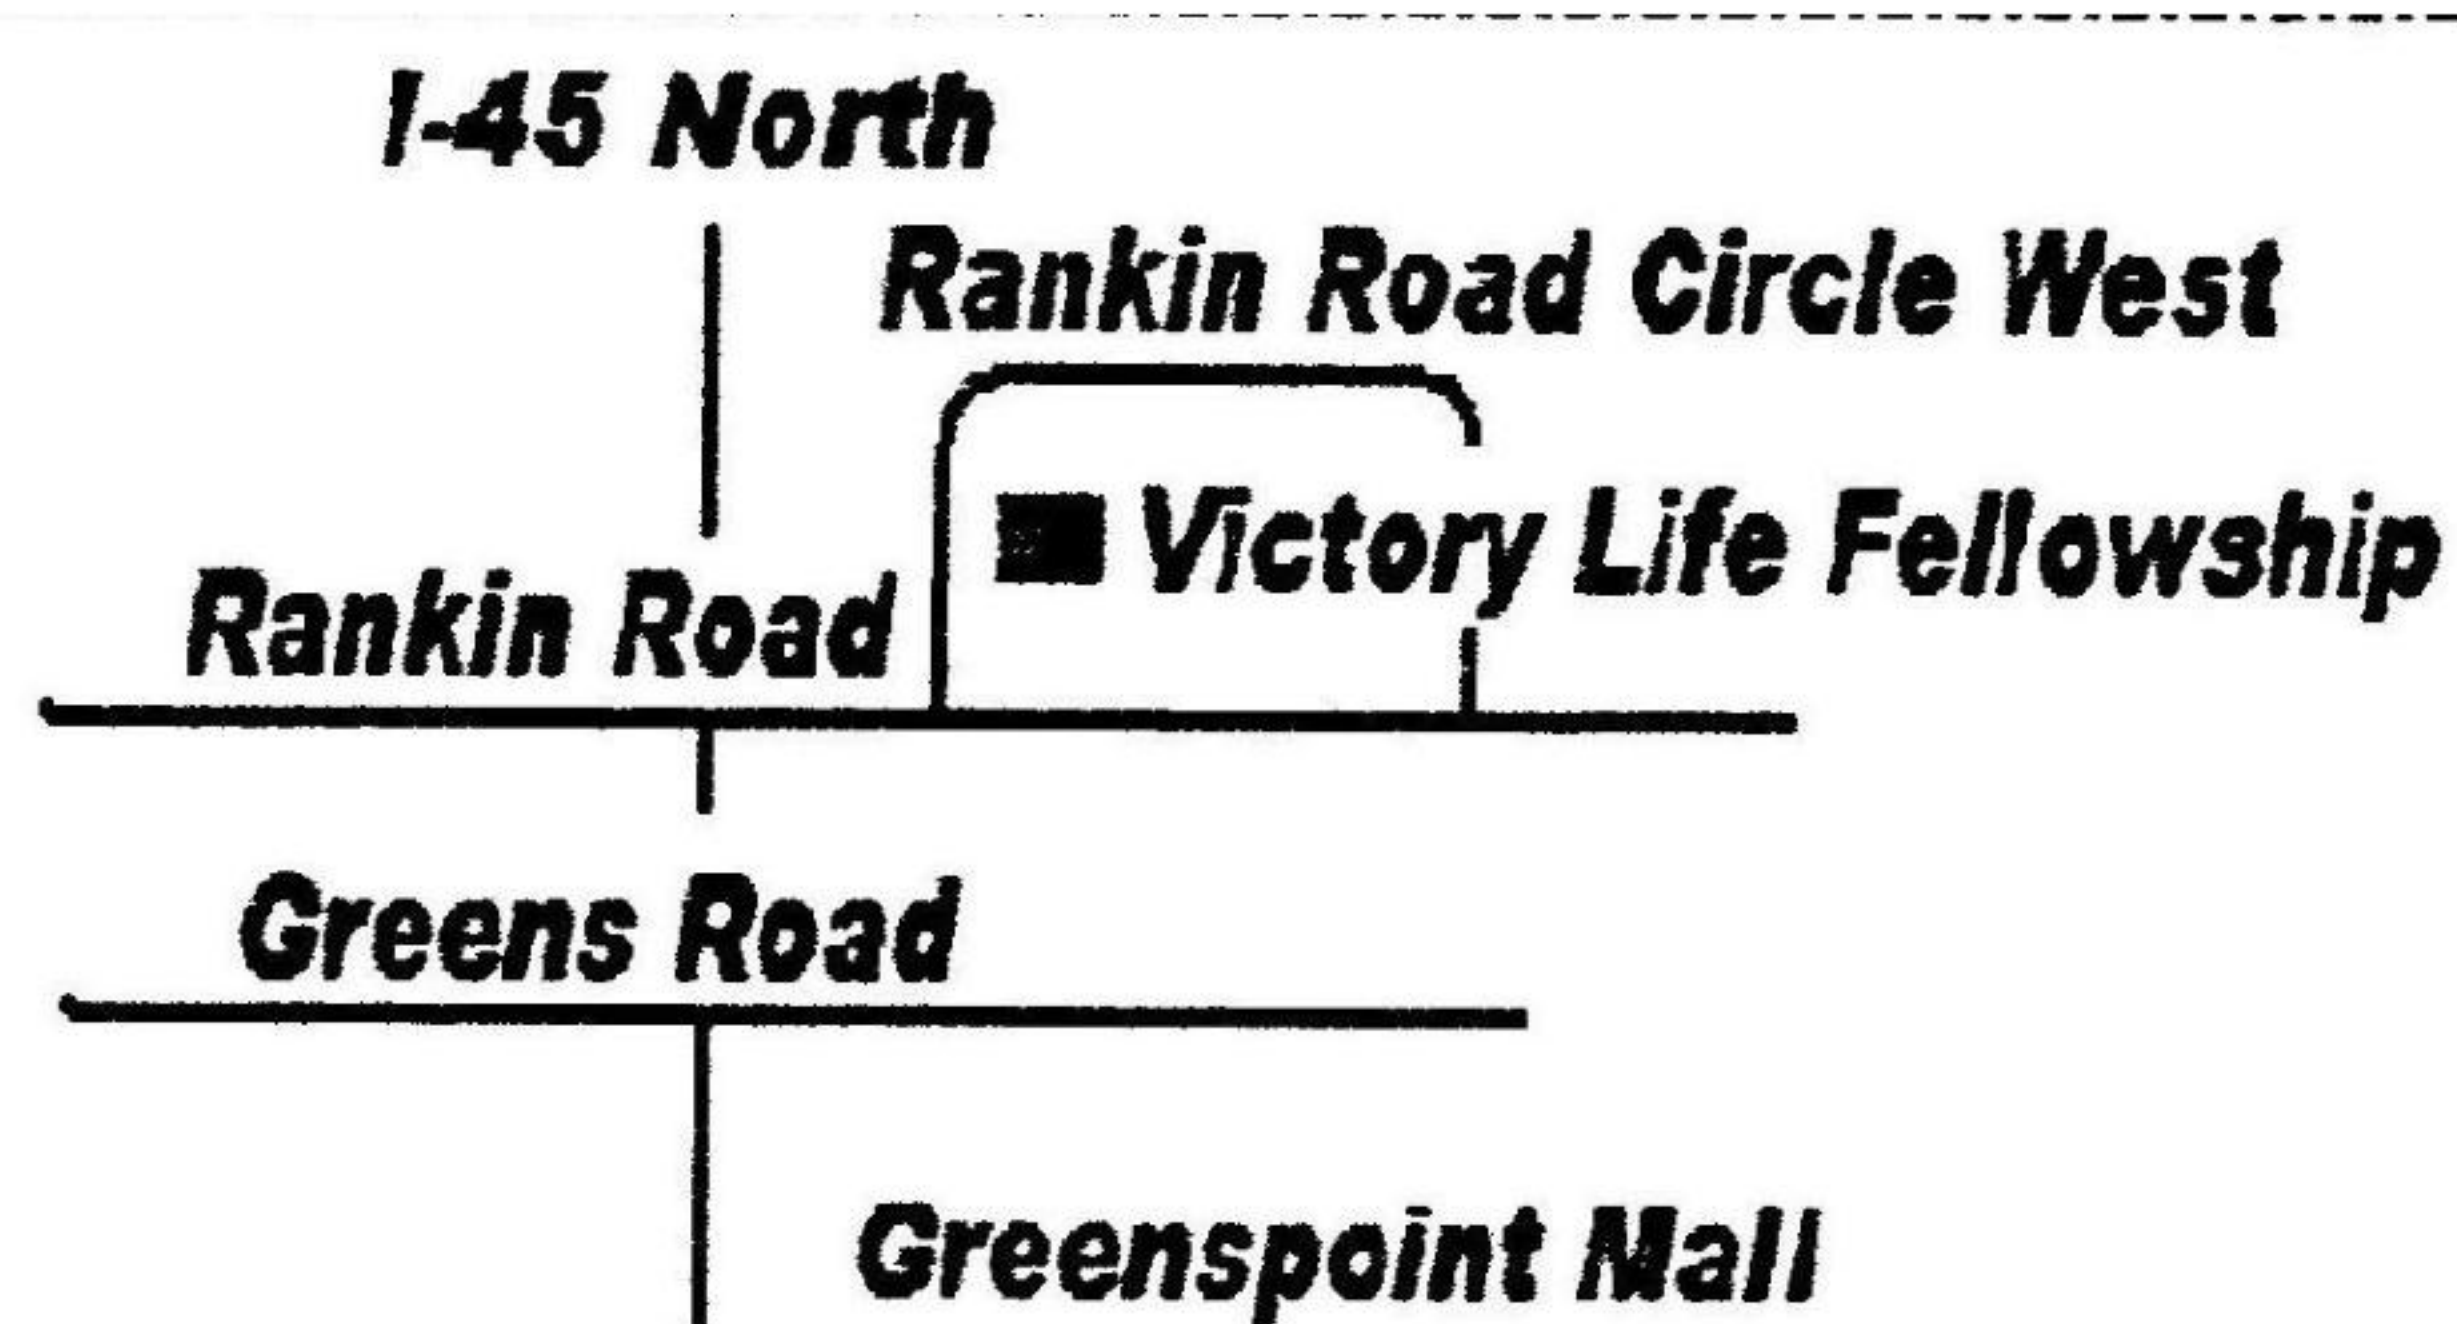 I-45 North
Rankin Road Circle West
Victory Life Fellowship
Rankin Road
Greens Road
Greenspoint Mall